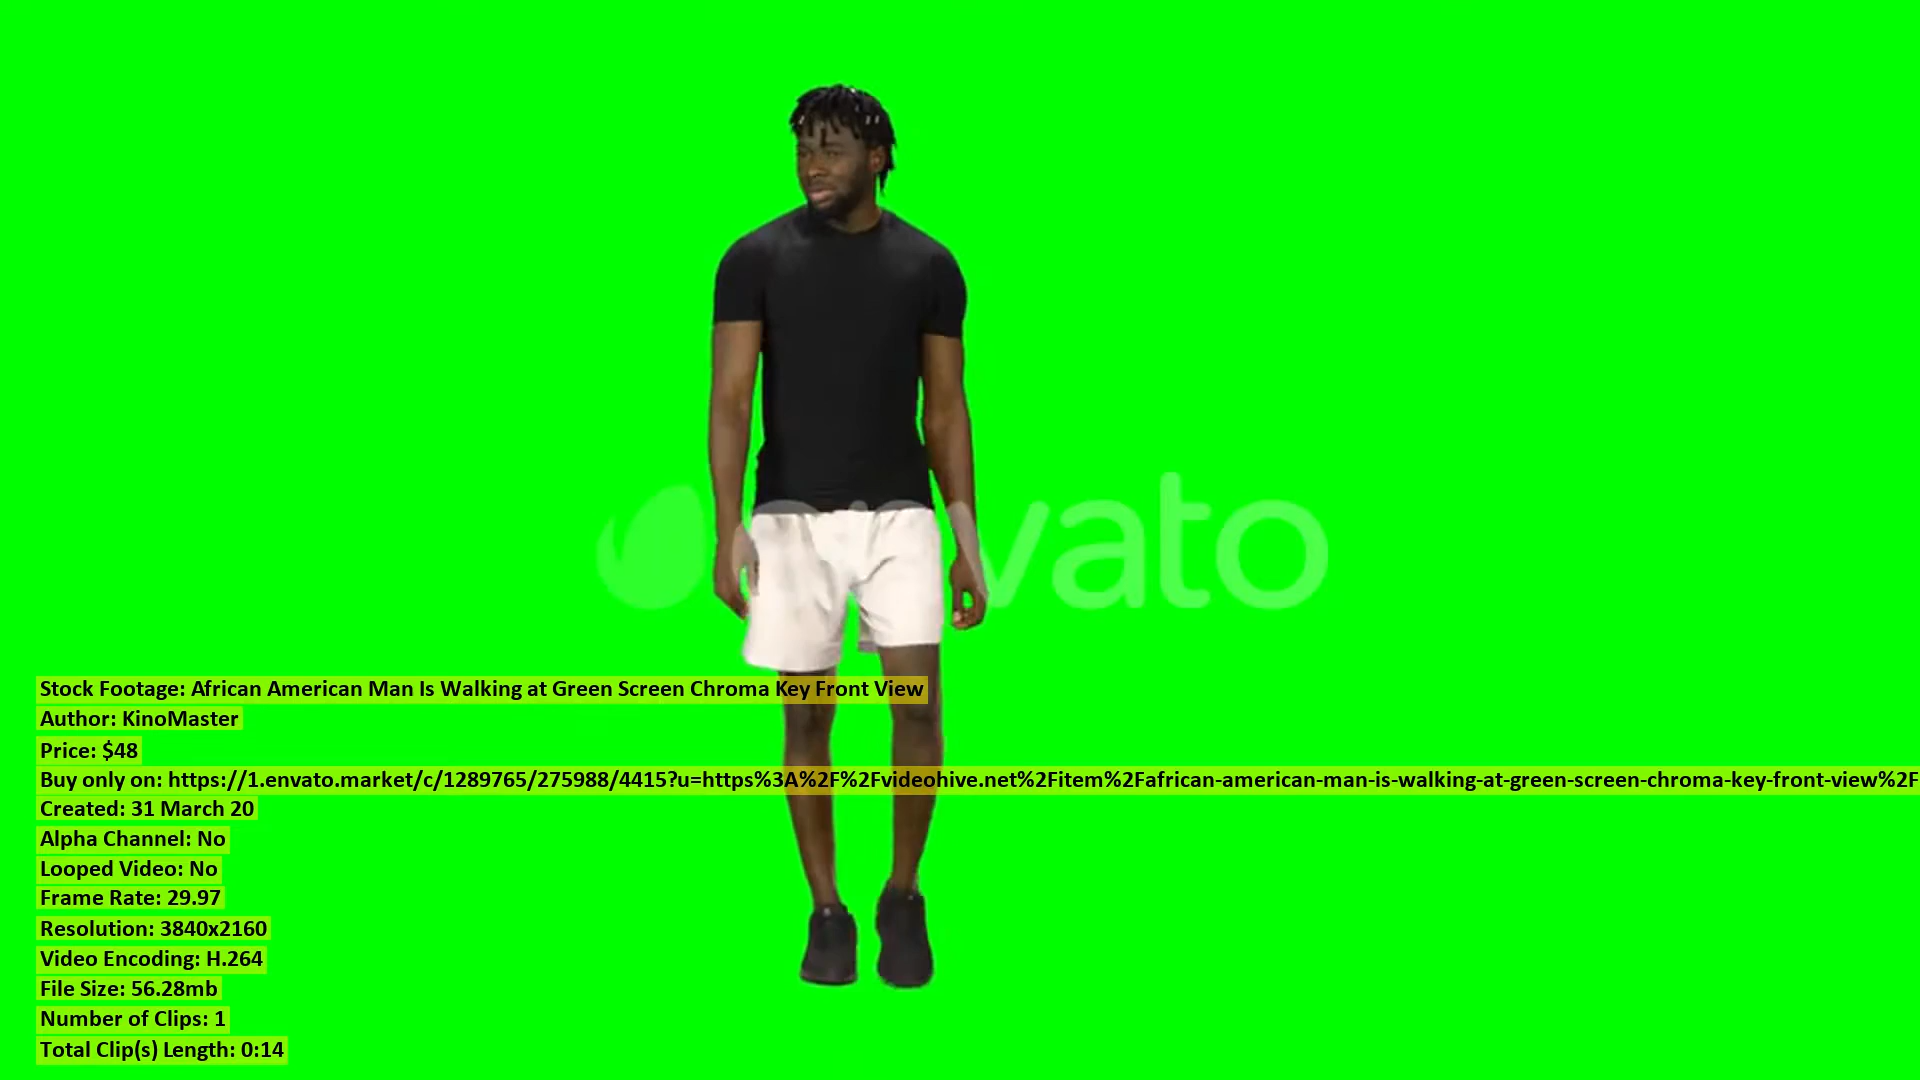 envato
Stock Footage: African American Man Is Walking at Green Screen Chroma Key Front View
Author: KinoMaster
Price: $48
Buy only on: https://1.envato.market/c/1289765/275988/4415?u=https%3A%2F%2Fvideohive.net%2Fitem%2Fafrican-american-man-is-walking-at-green-screen-chroma-key-front-view%2F
Created: 31 March 20
Alpha Channel: No
Looped Video: No
Frame Rate: 29.97
Resolution: 3840x2160
Video Encoding: H.264
File Size: 56.28mb
Number of Clips: 1
Total Clip(s) Length: 0:14